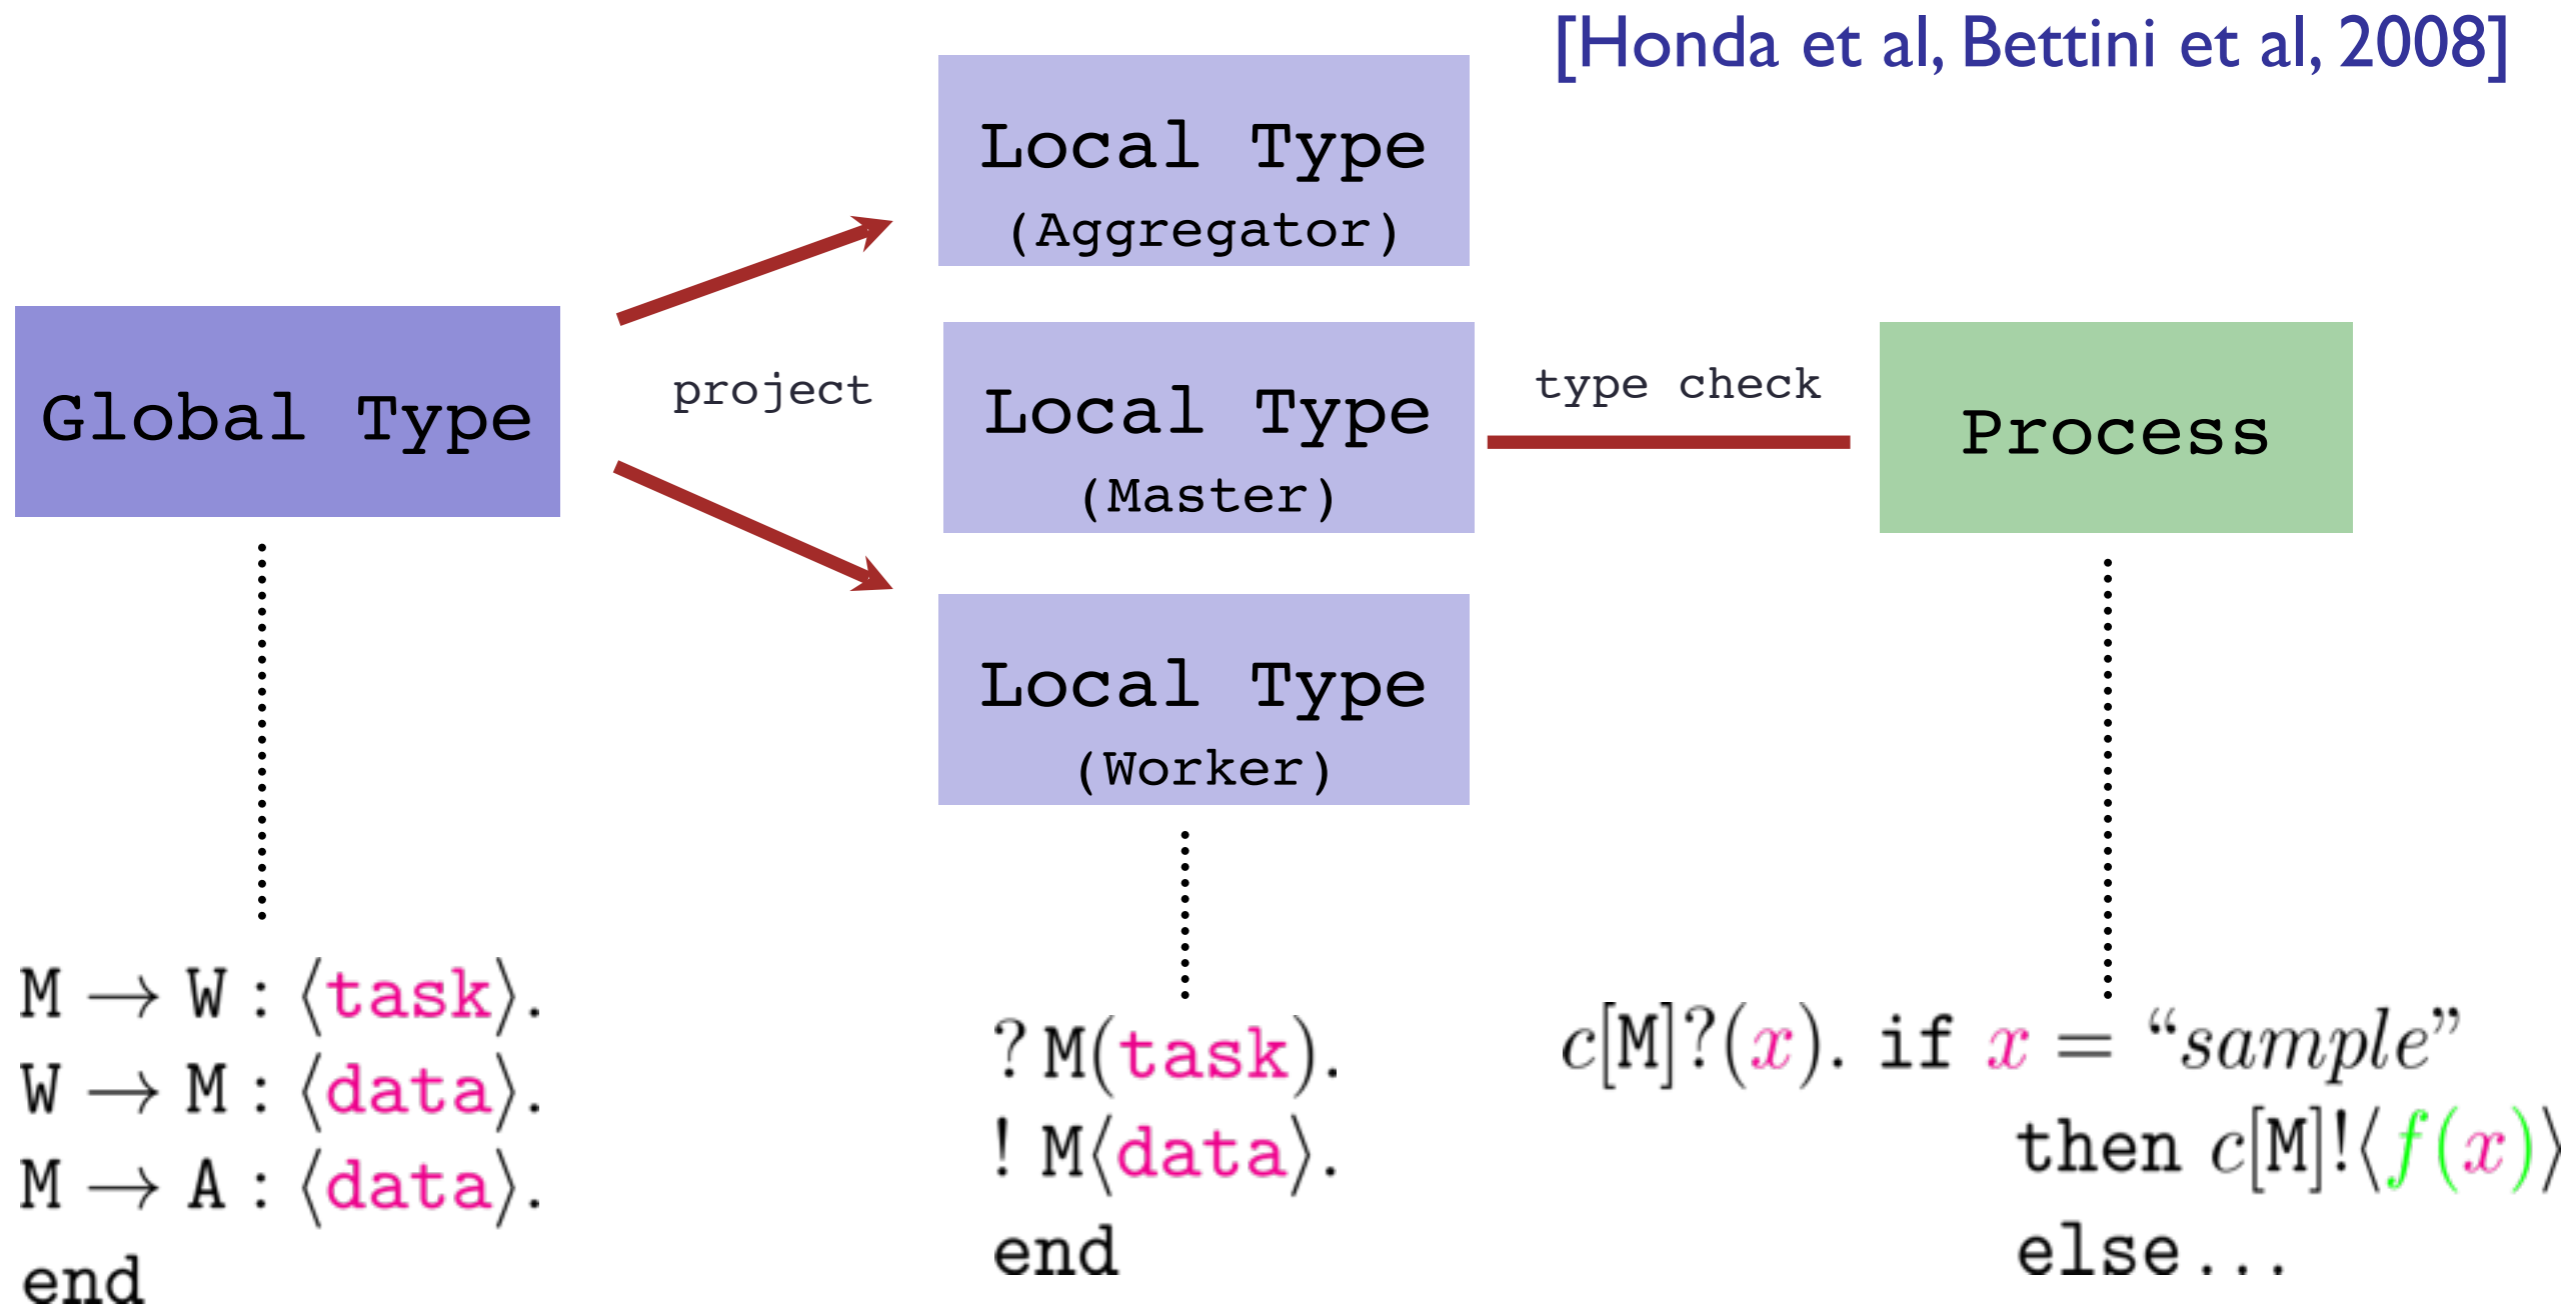 [Honda et al, Bettini et al, 2008]
Local Type
(Aggregator)
Global Type
project
Local Type
(Master)
type check
Process
Local Type
(Worker)
M → W : ⟨task⟩.
W → M : ⟨data⟩.
M → A : ⟨data⟩.
end
? M(task).
! M⟨data⟩.
end
c[M]?(x). if x = “sample”
then c[M]!⟨f(x)⟩
else...